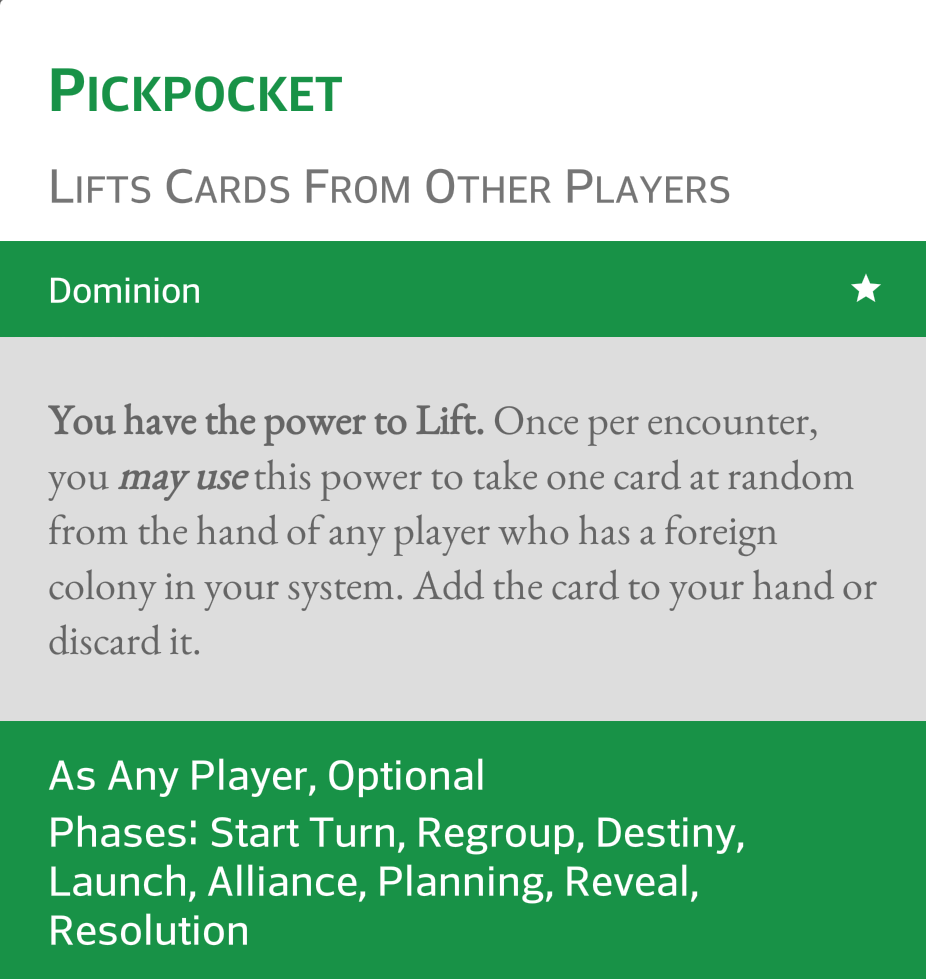 Pickpocket
Lifts Cards From Other Players
Dominion
You have the power to Lift. Once per encounter,
you may use this power to take one card at random
from the hand of any player who has a foreign
colony in your system. Add the card to your hand or
discard it.
As Any Player, Optional
Phases: Start Turn, Regroup, Destiny,
Launch, Alliance, Planning, Reveal,
Resolution